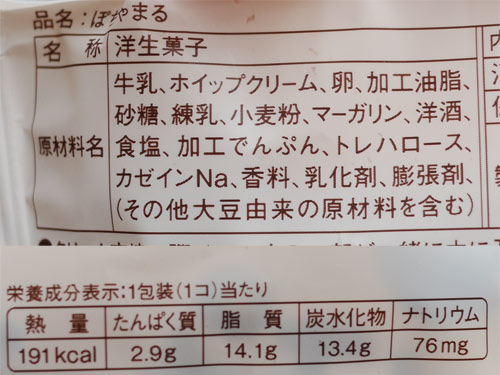 品名:ぽやまる
名 称 洋生菓子
原材料名
牛乳、ホイップクリーム、卵、加工油脂、
砂糖、練乳、小麦粉、マーガリン、洋酒、
食塩、加工でんぷん、トレハロース、
カゼインNa、香料、乳化剤、膨張剤、
(その他大豆由来の原材料を含む)
栄養成分表示:1包装(1コ)当たり
熱 量 たんぱく質 脂 質 炭水化物 ナトリウム
191kcal 2.9g 14.1g 13.4g 76mg